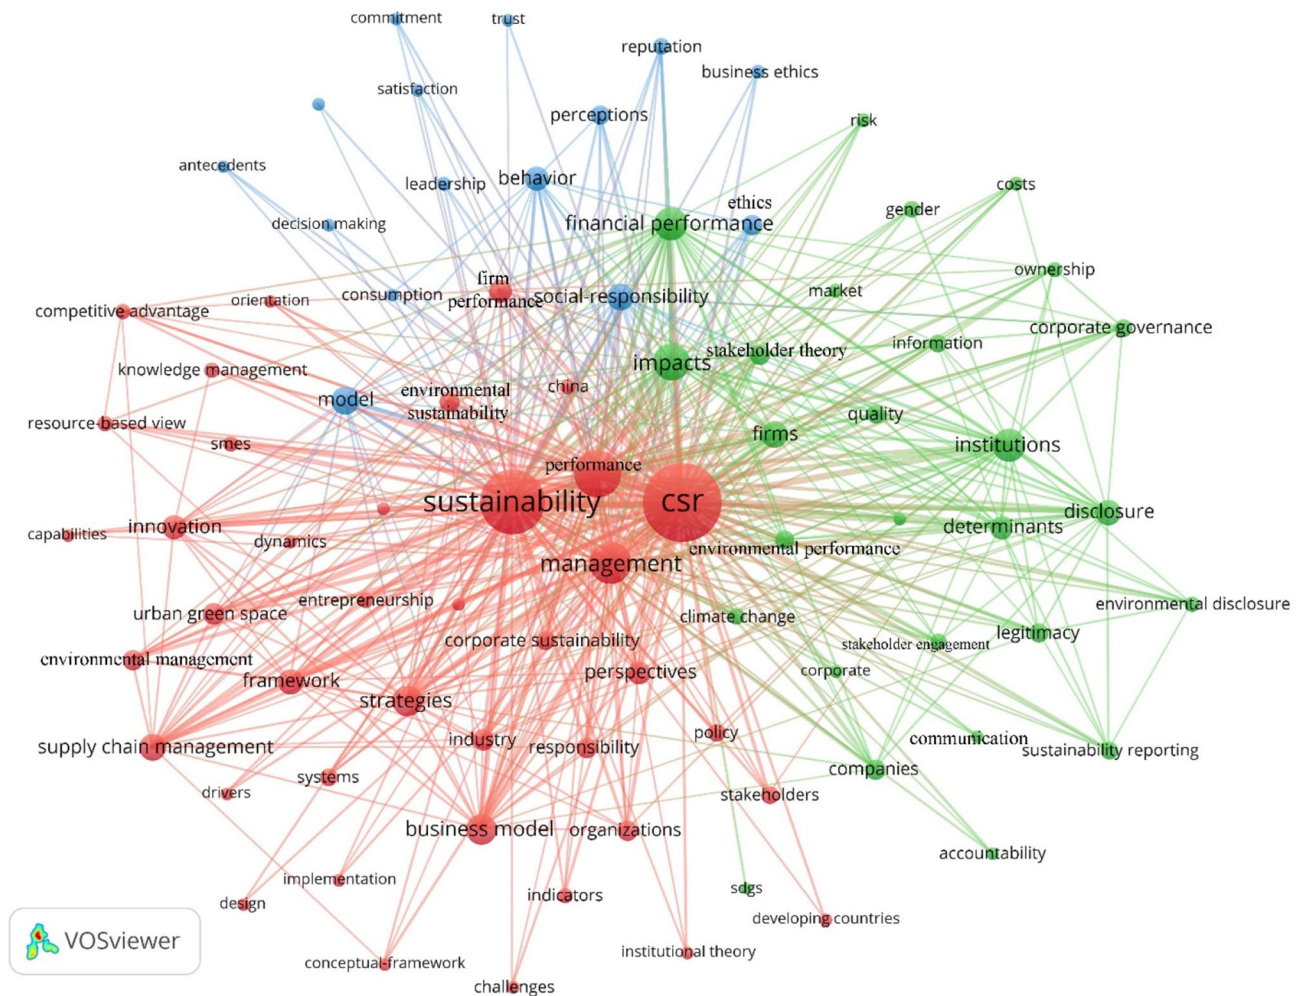 commitment
trust
reputation
business ethics
satisfaction
perceptions
risk
antecedents
leadership
behavior
costs
ethics
gender
decision making
financial performance
ownership
firm
performance
consumption
social-responsibility
market
orientation
competitive advantage
corporate governance
information
stakeholder theory
impacts
knowledge management
china
environmental
sustainability
model
quality
resource-based view
smes
firms
institutions
performance
sustainability
csr
disclosure
innovation
determinants
capabilities
dynamics
environmental performance
management
entrepreneurship
environmental disclosure
urban green space
climate change
legitimacy
corporate sustainability
stakeholder engagement
environmental management
perspectives
corporate
framework
strategies
policy
communication
industry
responsibility
supply chain management
sustainability reporting
companies
systems
drivers
stakeholders
business model
organizations
accountability
implementation
sdgs
indicators
design
developing countries
VOSviewer
institutional theory
conceptual-framework
challenges